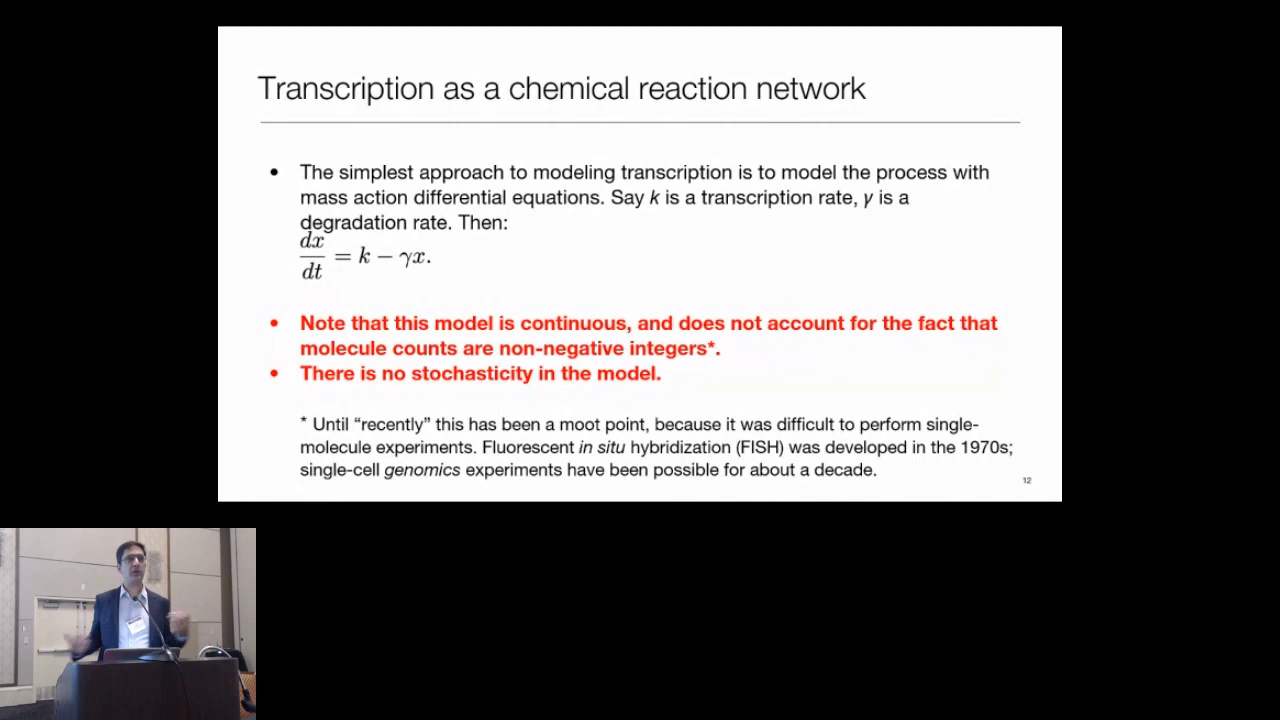 Transcription as a chemical reaction network
• The simplest approach to modeling transcription is to model the process with
mass action differential equations. Say k is a transcription rate, γ is a
degradation rate. Then:
dx/dt = k − γx.
• Note that this model is continuous, and does not account for the fact that
molecule counts are non-negative integers*.
• There is no stochasticity in the model.
* Until “recently” this has been a moot point, because it was difficult to perform single-
molecule experiments. Fluorescent in situ hybridization (FISH) was developed in the 1970s;
single-cell genomics experiments have been possible for about a decade.
12